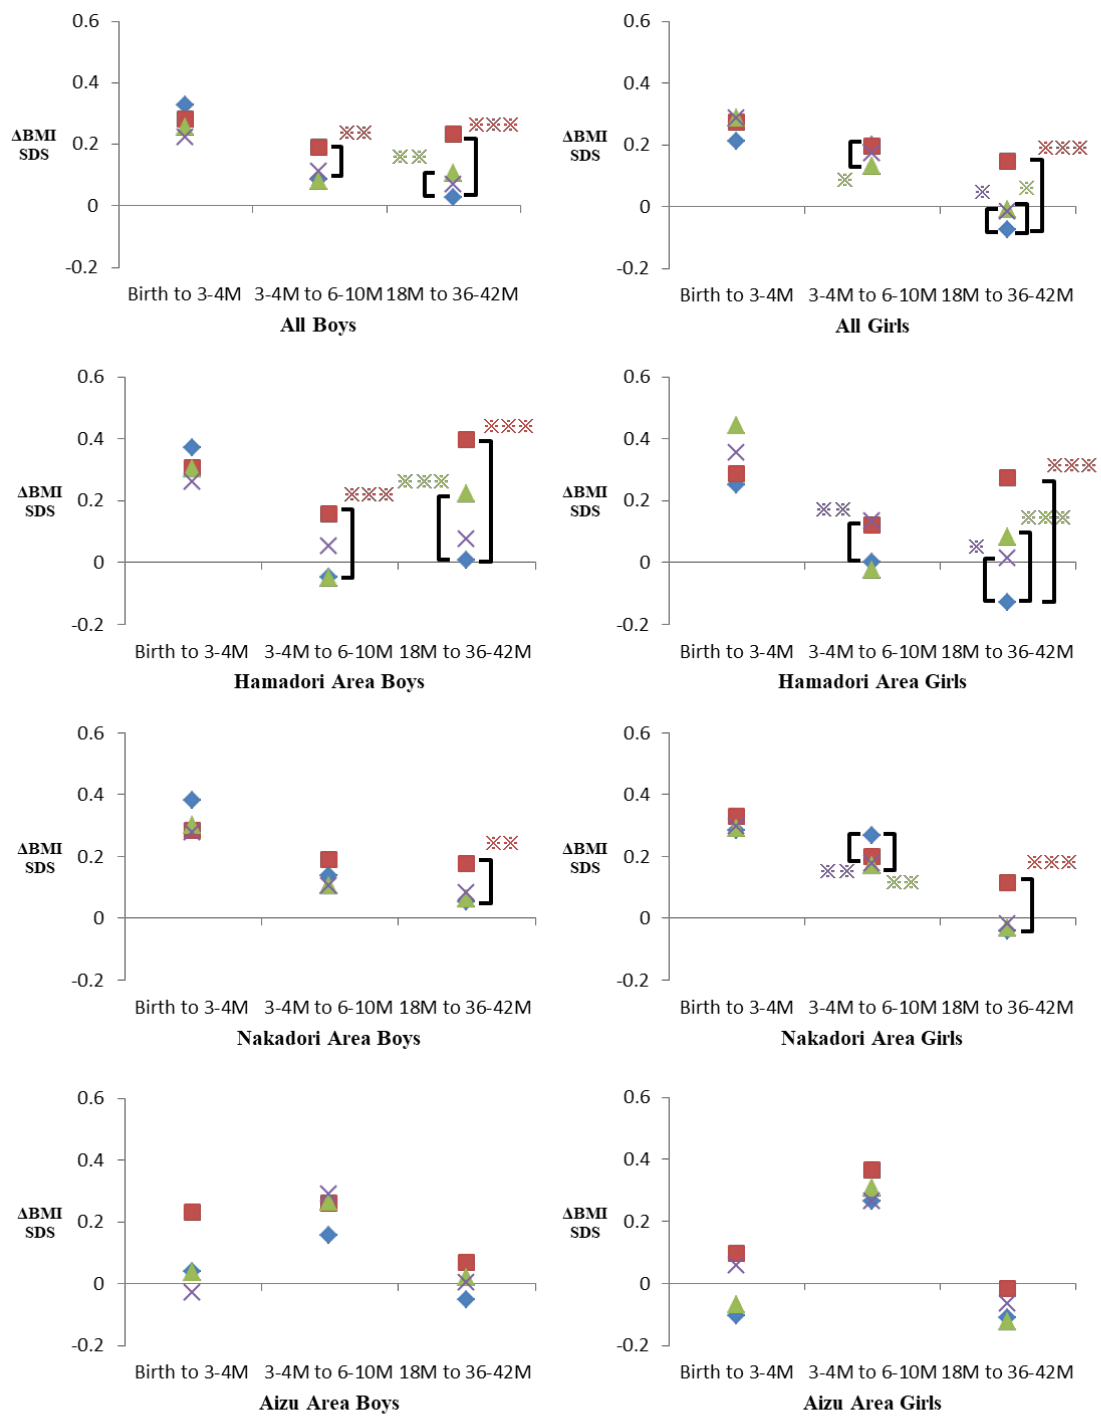 0.6
0.4
0.2
0
-0.2
ΔBMI
SDS
※※
※※
※※※
Birth to 3-4M 3-4M to 6-10M 18M to 36-42M
All Boys
0.6
0.4
0.2
0
-0.2
ΔBMI
SDS
※
※
※
※※※
Birth to 3-4M 3-4M to 6-10M 18M to 36-42M
All Girls
0.6
0.4
0.2
0
-0.2
ΔBMI
SDS
※※※
※※※
※※※
Birth to 3-4M 3-4M to 6-10M 18M to 36-42M
Hamadori Area Boys
0.6
0.4
0.2
0
-0.2
ΔBMI
SDS
※※
※
※※※
※※※
Birth to 3-4M 3-4M to 6-10M 18M to 36-42M
Hamadori Area Girls
0.6
0.4
0.2
0
-0.2
ΔBMI
SDS
※※
Birth to 3-4M 3-4M to 6-10M 18M to 36-42M
Nakadori Area Boys
0.6
0.4
0.2
0
-0.2
ΔBMI
SDS
※※
※※
※※※
Birth to 3-4M 3-4M to 6-10M 18M to 36-42M
Nakadori Area Girls
0.6
0.4
0.2
0
-0.2
ΔBMI
SDS
Birth to 3-4M 3-4M to 6-10M 18M to 36-42M
Aizu Area Boys
0.6
0.4
0.2
0
-0.2
ΔBMI
SDS
Birth to 3-4M 3-4M to 6-10M 18M to 36-42M
Aizu Area Girls